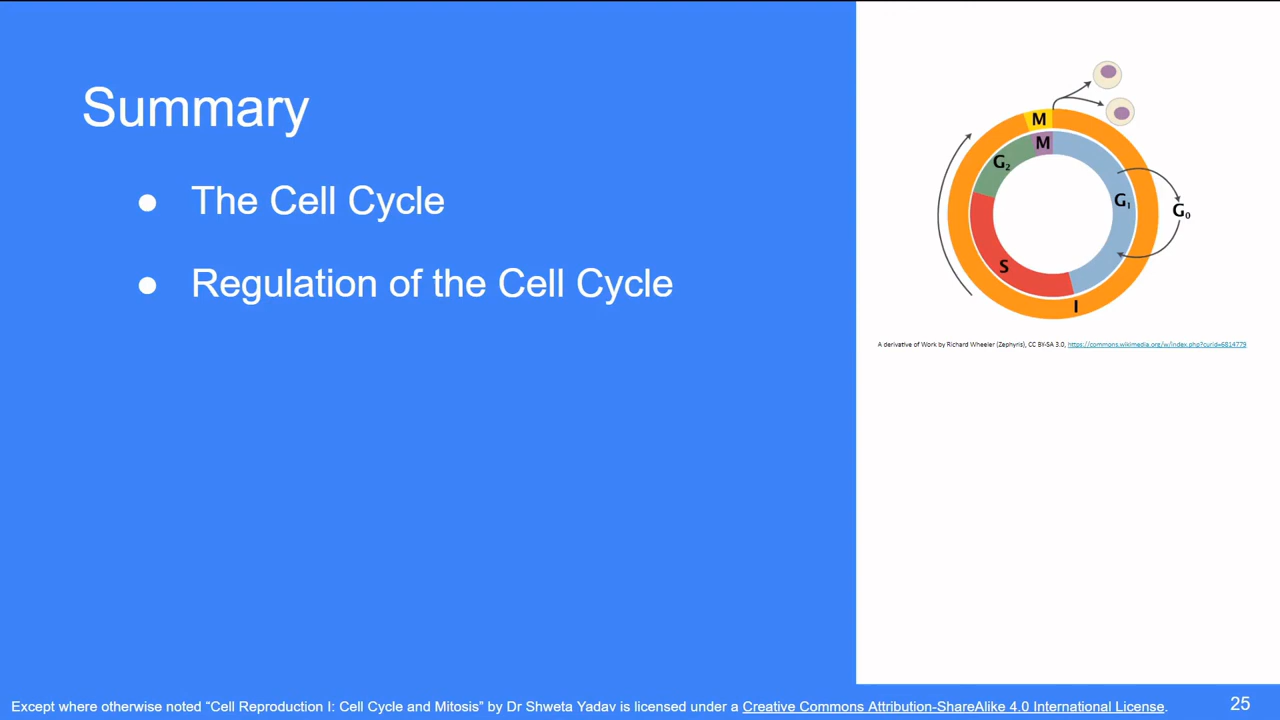 Summary
● The Cell Cycle
● Regulation of the Cell Cycle
M
M
G₂
G₁
G₀
S
I
A derivative of Work by Richard Wheeler (Zephyris), CC BY-SA 3.0, https://commons.wikimedia.org/w/index.php?curid=6814779
Except where otherwise noted “Cell Reproduction I: Cell Cycle and Mitosis” by Dr Shweta Yadav is licensed under a Creative Commons Attribution-ShareAlike 4.0 International License.
25